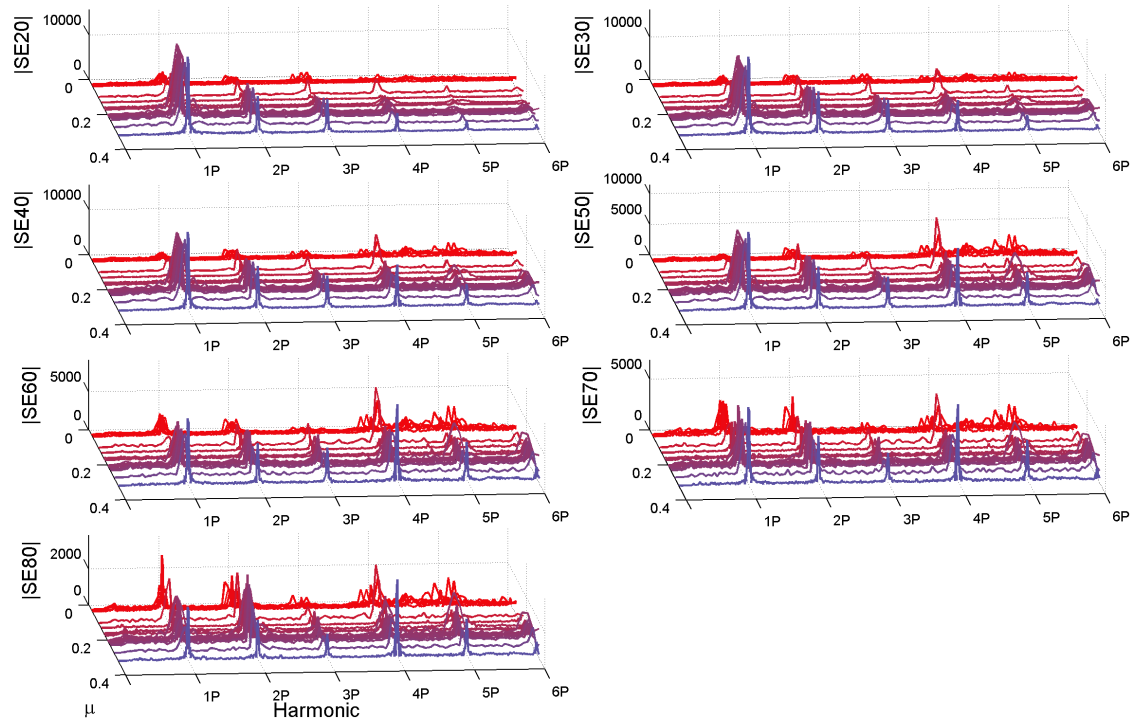 |SE20|
10000
0
0
0.2
0.4
1P
2P
3P
4P
5P
6P
|SE30|
10000
0
0
0.2
0.4
1P
2P
3P
4P
5P
6P
|SE40|
10000
0
0
0.2
0.4
1P
2P
3P
4P
5P
6P
|SE50|
10000
5000
0
0
0.2
0.4
1P
2P
3P
4P
5P
6P
|SE60|
5000
0
0
0.2
0.4
1P
2P
3P
4P
5P
6P
|SE70|
5000
0
0
0.2
0.4
1P
2P
3P
4P
5P
6P
|SE80|
2000
0
0
0.2
0.4
1P
2P
3P
4P
5P
6P
μ
Harmonic